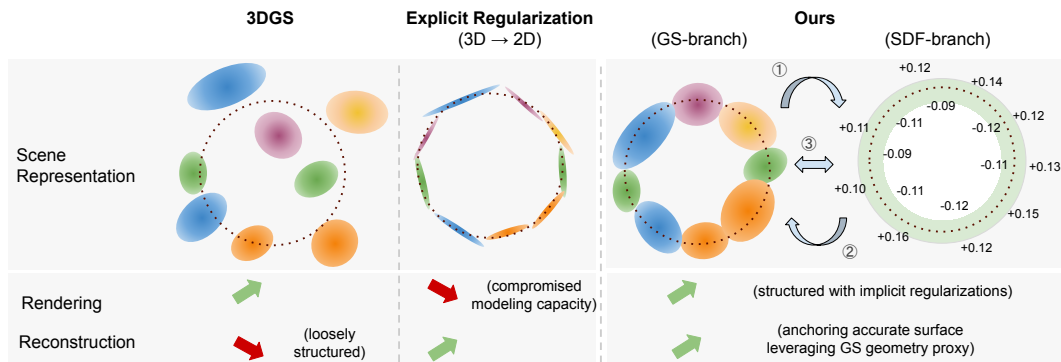 3DGS
Explicit Regularization
(3D → 2D)
Ours
(GS-branch)
(SDF-branch)
Scene
Representation
①
③
②
+0.12
+0.14
+0.12
+0.13
+0.15
+0.12
+0.16
+0.10
+0.11
-0.09
-0.12
-0.11
-0.12
-0.11
-0.09
-0.11
Rendering
(compromised
modeling capacity)
(structured with implicit regularizations)
Reconstruction
(loosely
structured)
(anchoring accurate surface
leveraging GS geometry proxy)